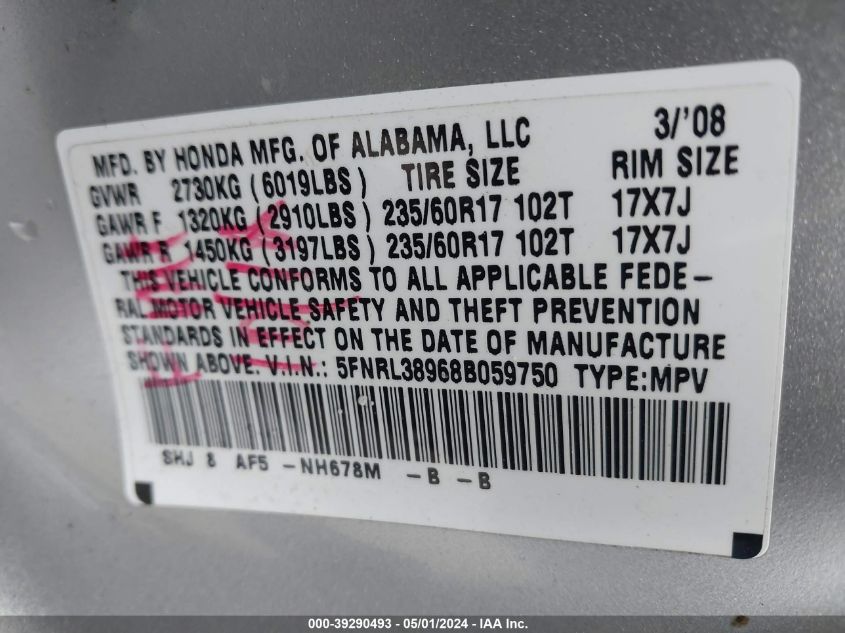 MFD. BY HONDA MFG. OF ALABAMA, LLC 3/'08
GVWR 2730KG (6019LBS) TIRE SIZE RIM SIZE
GAWR F 1320KG (2910LBS) 235/60R17 102T 17X7J
GAWR R 1450KG (3197LBS) 235/60R17 102T 17X7J
THIS VEHICLE CONFORMS TO ALL APPLICABLE FEDE-
RAL MOTOR VEHICLE SAFETY AND THEFT PREVENTION
STANDARDS IN EFFECT ON THE DATE OF MANUFACTURE
SHOWN ABOVE. V.I.N.: 5FNRL38968B059750 TYPE:MPV
SHJ 8 AF5 -NH678M -B -B
000-39290493 - 05/01/2024 - IAA Inc.